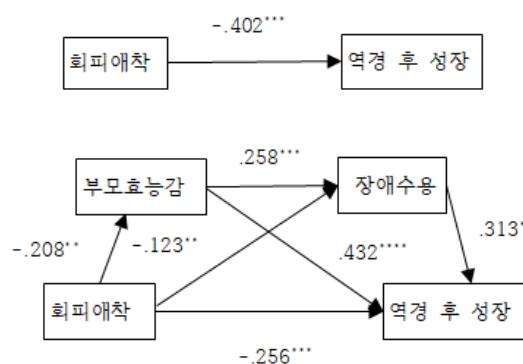 -.402***
회피애착
역경 후 성장
.258***
부모효능감
장애수용
-.208**
-.123**
.432****
.313*
회피애착
역경 후 성장
-.256***